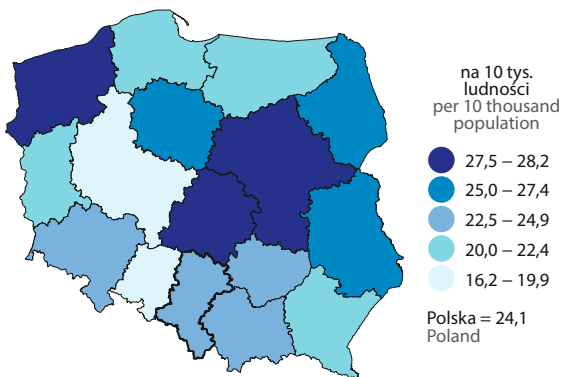 na 10 tys.
ludności
per 10 thousand
population
27,5 – 28,2
25,0 – 27,4
22,5 – 24,9
20,0 – 22,4
16,2 – 19,9
Polska = 24,1
Poland